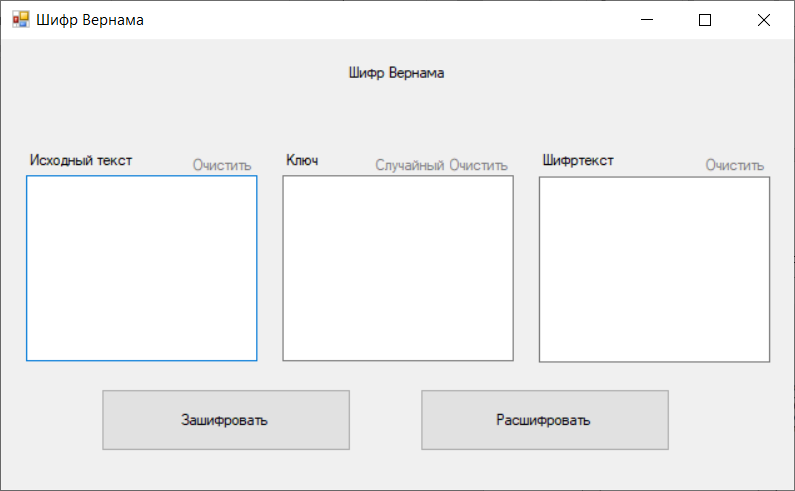 Шифр Вернама
Шифр Вернама
Исходный текст Очистить
Ключ Случайный Очистить
Шифртекст Очистить
Зашифровать
Расшифровать